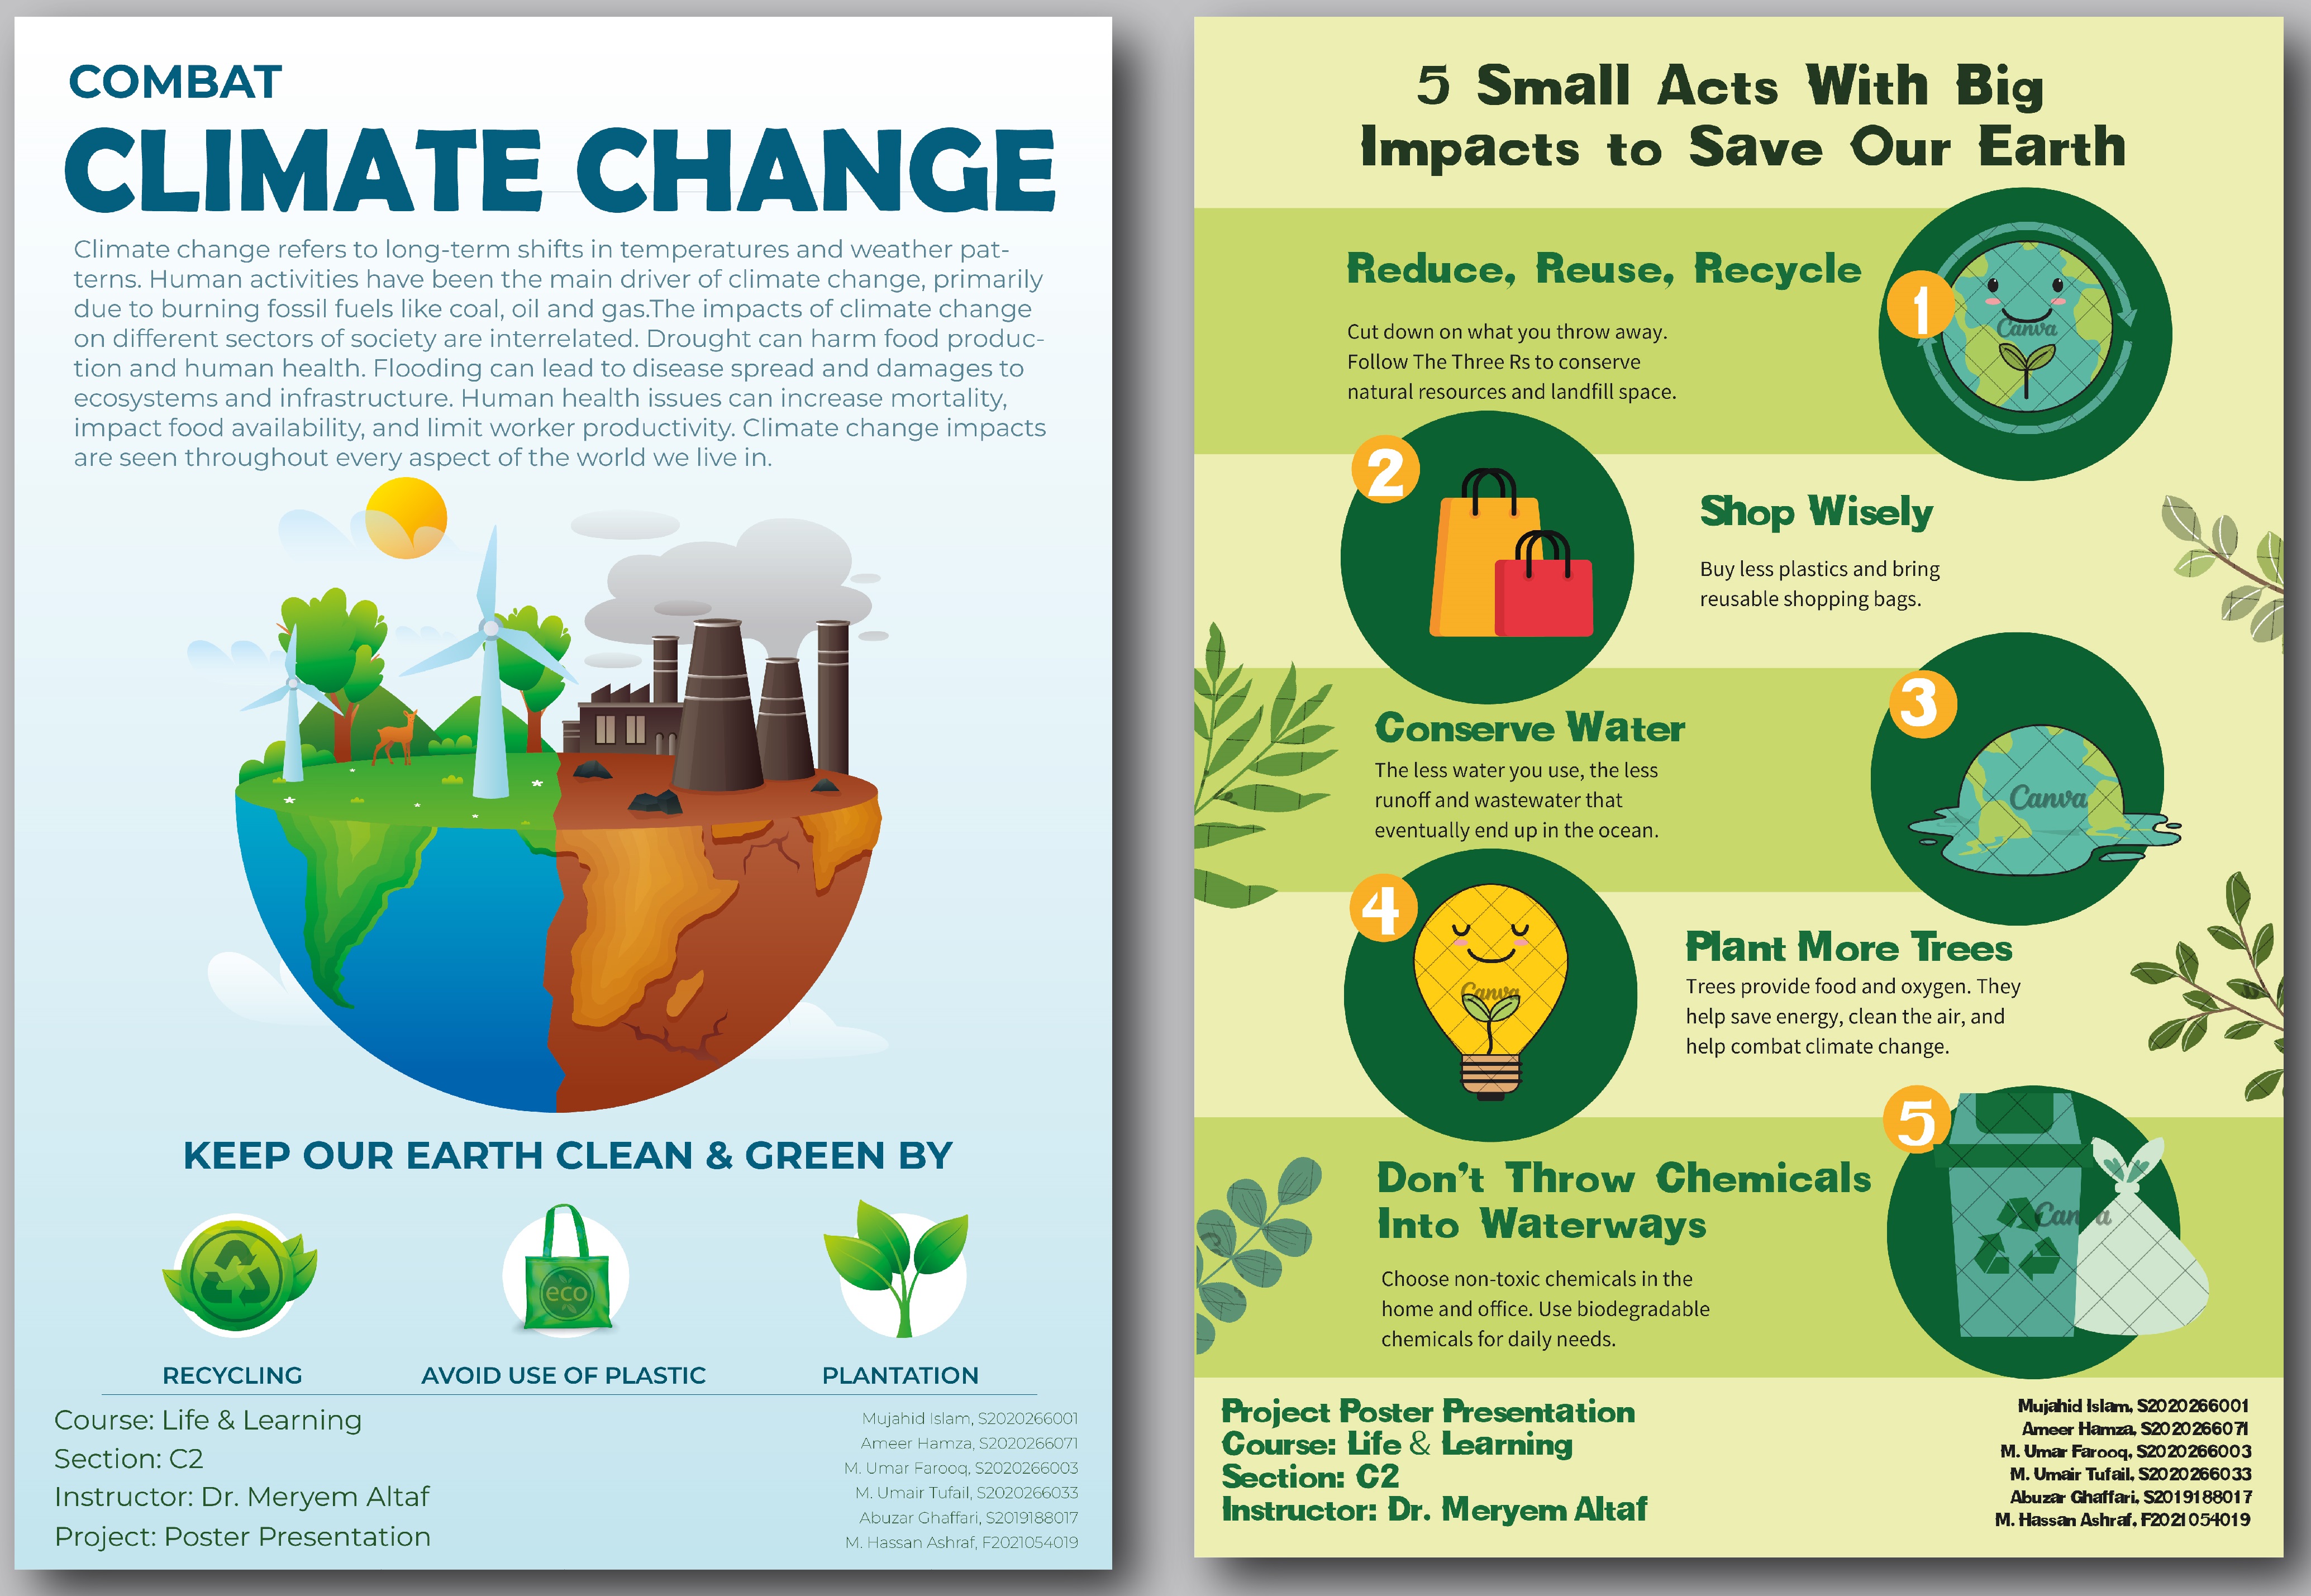 COMBAT
CLIMATE CHANGE
Climate change refers to long-term shifts in temperatures and weather pat-
terns. Human activities have been the main driver of climate change, primarily
due to burning fossil fuels like coal, oil and gas.The impacts of climate change
on different sectors of society are interrelated. Drought can harm food produc-
tion and human health. Flooding can lead to disease spread and damages to
ecosystems and infrastructure. Human health issues can increase mortality,
impact food availability, and limit worker productivity. Climate change impacts
are seen throughout every aspect of the world we live in.
KEEP OUR EARTH CLEAN & GREEN BY
eco
RECYCLING
AVOID USE OF PLASTIC
PLANTATION
Course: Life & Learning
Section: C2
Instructor: Dr. Meryem Altaf
Project: Poster Presentation
Mujahid Islam, S2020266001
Ameer Hamza, S2020266071
M. Umar Farooq, S2020266003
M. Umair Tufail, S2020266033
Abuzar Ghaffari, S2019188017
M. Hassan Ashraf, F2021054019
5 Small Acts With Big
Impacts to Save Our Earth
Reduce, Reuse, Recycle
Cut down on what you throw away.
Follow The Three Rs to conserve
natural resources and landfill space.
1
Canva
2
Shop Wisely
Buy less plastics and bring
reusable shopping bags.
Conserve Water
The less water you use, the less
runoff and wastewater that
eventually end up in the ocean.
3
Canva
4
Canva
Plant More Trees
Trees provide food and oxygen. They
help save energy, clean the air, and
help combat climate change.
5
Canva
Don't Throw Chemicals
Into Waterways
Choose non-toxic chemicals in the
home and office. Use biodegradable
chemicals for daily needs.
Project Poster Presentation
Course: Life & Learning
Section: C2
Instructor: Dr. Meryem Altaf
Mujahid Islam, S2020266001
Ameer Hamza, S2020266071
M. Umar Farooq, S2020266003
M. Umair Tufail, S2020266033
Abuzar Ghaffari, S2019188017
M. Hassan Ashraf, F2021054019